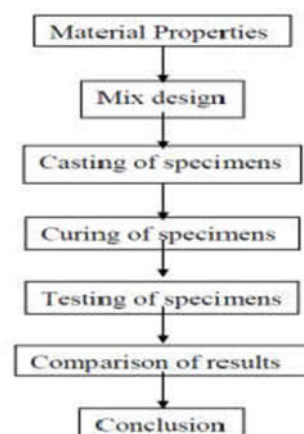 Material Properties
Mix design
Casting of specimens
Curing of specimens
Testing of specimens
Comparison of results
Conclusion